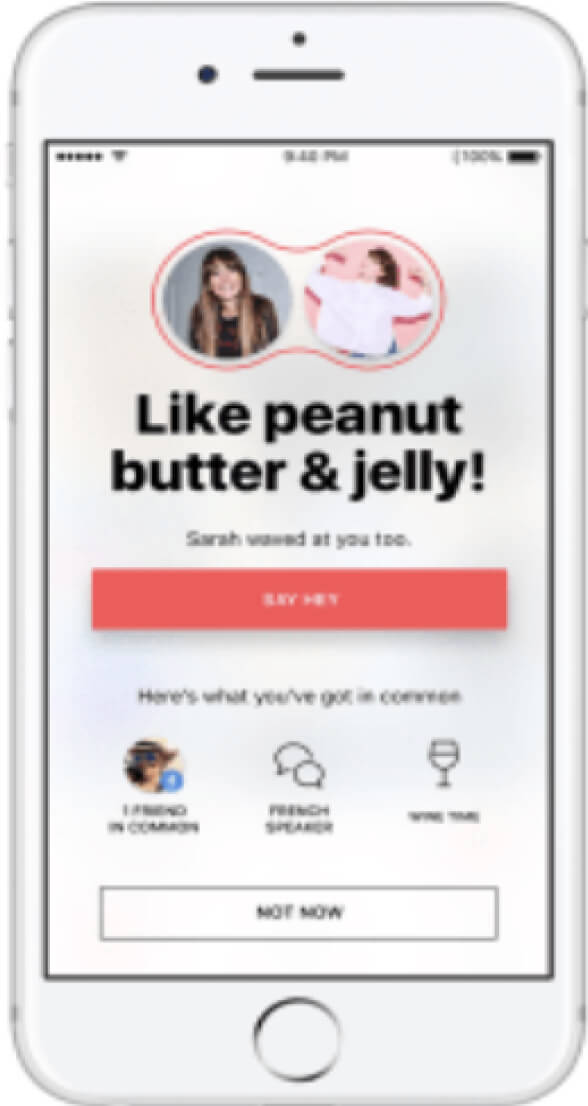 9:40 PM
100%
Like peanut
butter & jelly!
Sarah waved at you too.
SAY HEY
Here's what you've got in common
1 FRIEND
IN COMMON
FRENCH
SPEAKER
WINE TIME
NOT NOW